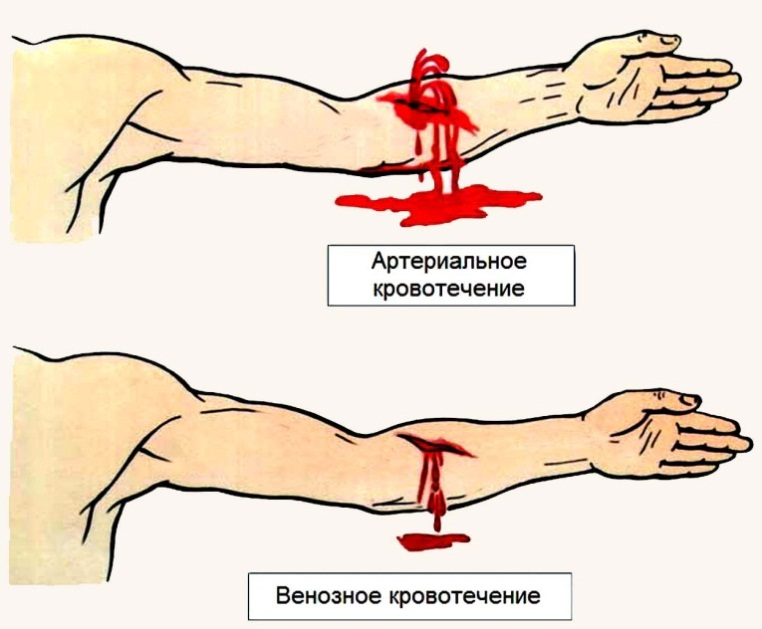 Артериальное
кровотечение
Венозное кровотечение